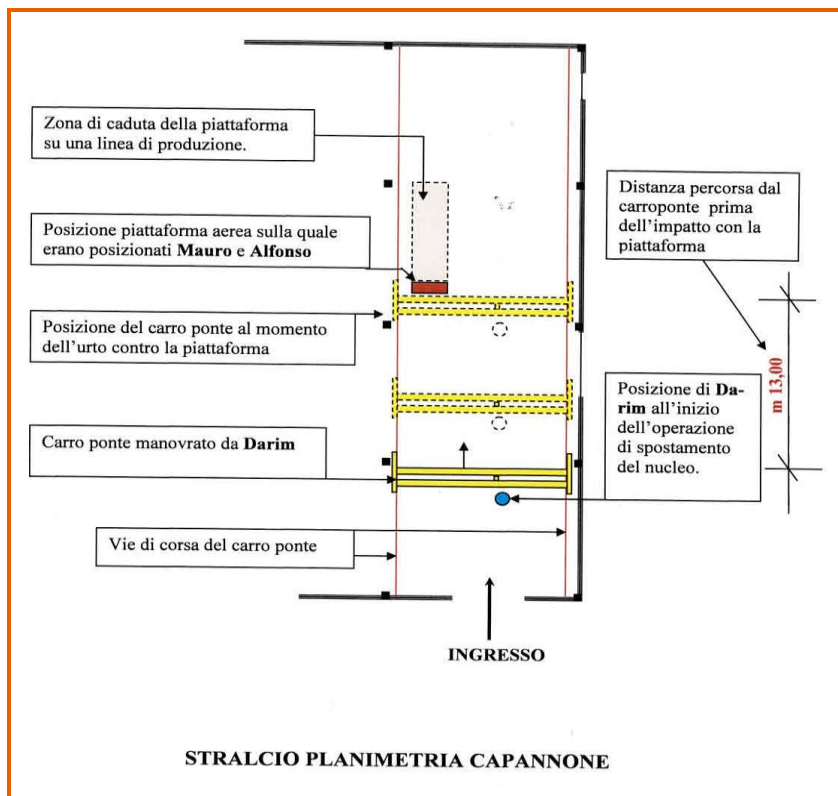 Zona di caduta della piattaforma
su una linea di produzione.
Posizione piattaforma aerea sulla quale
erano posizionati Mauro e Alfonso
Posizione del carro ponte al momento
dell'urto contro la piattaforma
Carro ponte manovrato da Darim
Vie di corsa del carro ponte
Distanza percorsa dal
carroponte prima
dell'impatto con la
piattaforma
m 13,00
Posizione di Da-
rim all'inizio
dell'operazione
di spostamento
del nucleo.
INGRESSO
STRALCIO PLANIMETRIA CAPANNONE